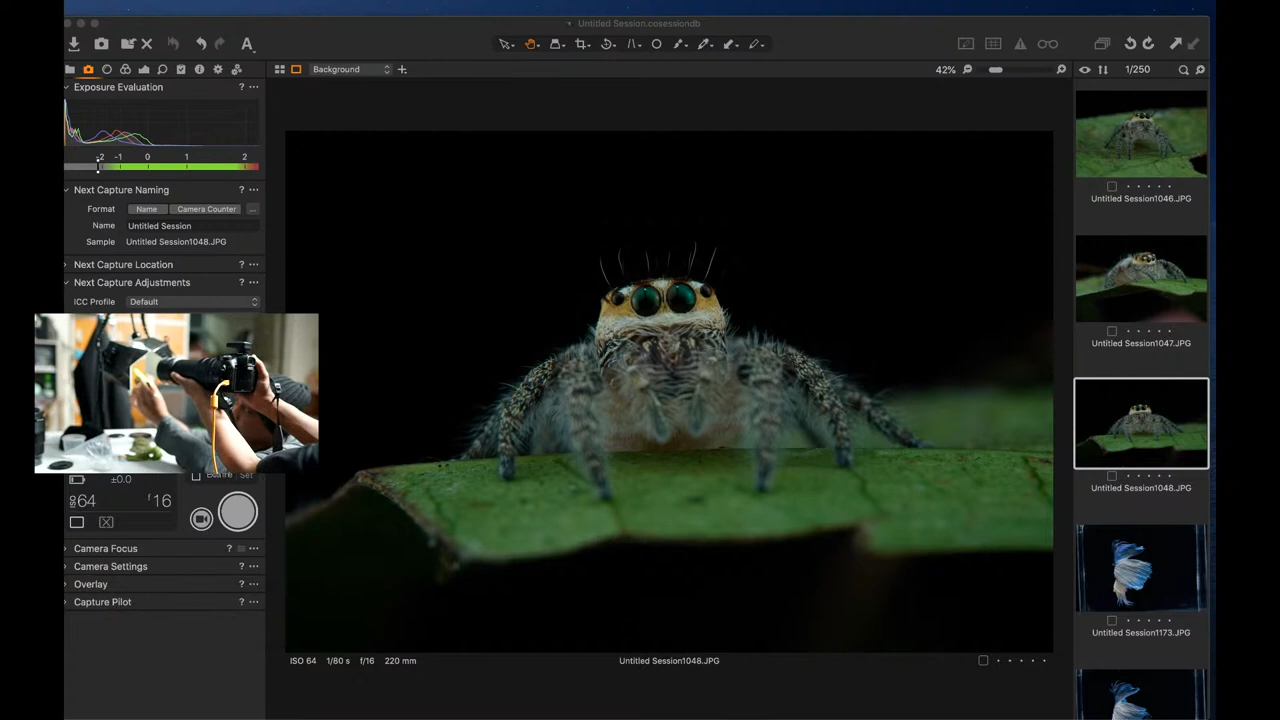 Untitled Session.cosessiondb
A
Background
42%
1/250
Exposure Evaluation
? ...
-2 -1 0 1 2
Next Capture Naming
? ...
Format Name Camera Counter ...
Name Untitled Session
Sample Untitled Session1048.JPG
Next Capture Location
? ...
Next Capture Adjustments
? ...
ICC Profile Default
±0.0
64 f 16
Camera Focus
? ...
Camera Settings
? ...
Overlay
? ...
Capture Pilot
? ...
ISO 64 1/80 s f/16 220 mm
Untitled Session1048.JPG
Untitled Session1046.JPG
Untitled Session1047.JPG
Untitled Session1048.JPG
Untitled Session1173.JPG